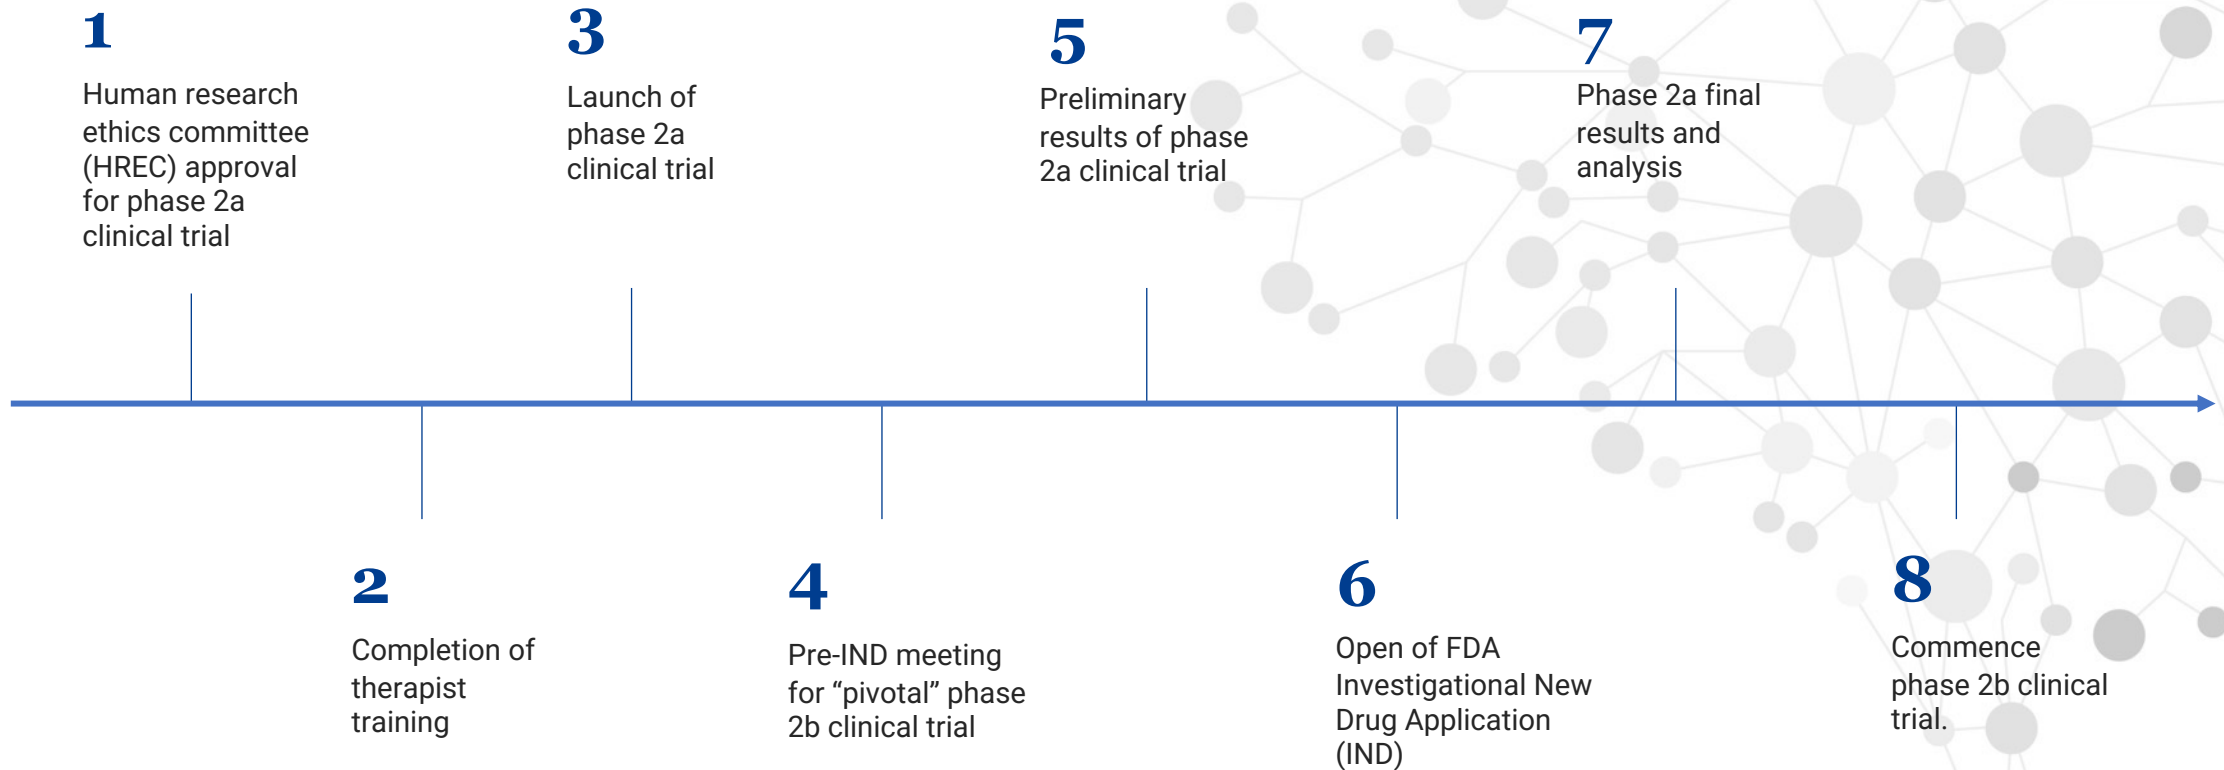 1
Human research
ethics committee
(HREC) approval
for phase 2a
clinical trial
2
Completion of
therapist
training
3
Launch of
phase 2a
clinical trial
4
Pre-IND meeting
for “pivotal” phase
2b clinical trial
5
Preliminary
results of phase
2a clinical trial
6
Open of FDA
Investigational New
Drug Application
(IND)
7
Phase 2a final
results and
analysis
8
Commence
phase 2b clinical
trial.